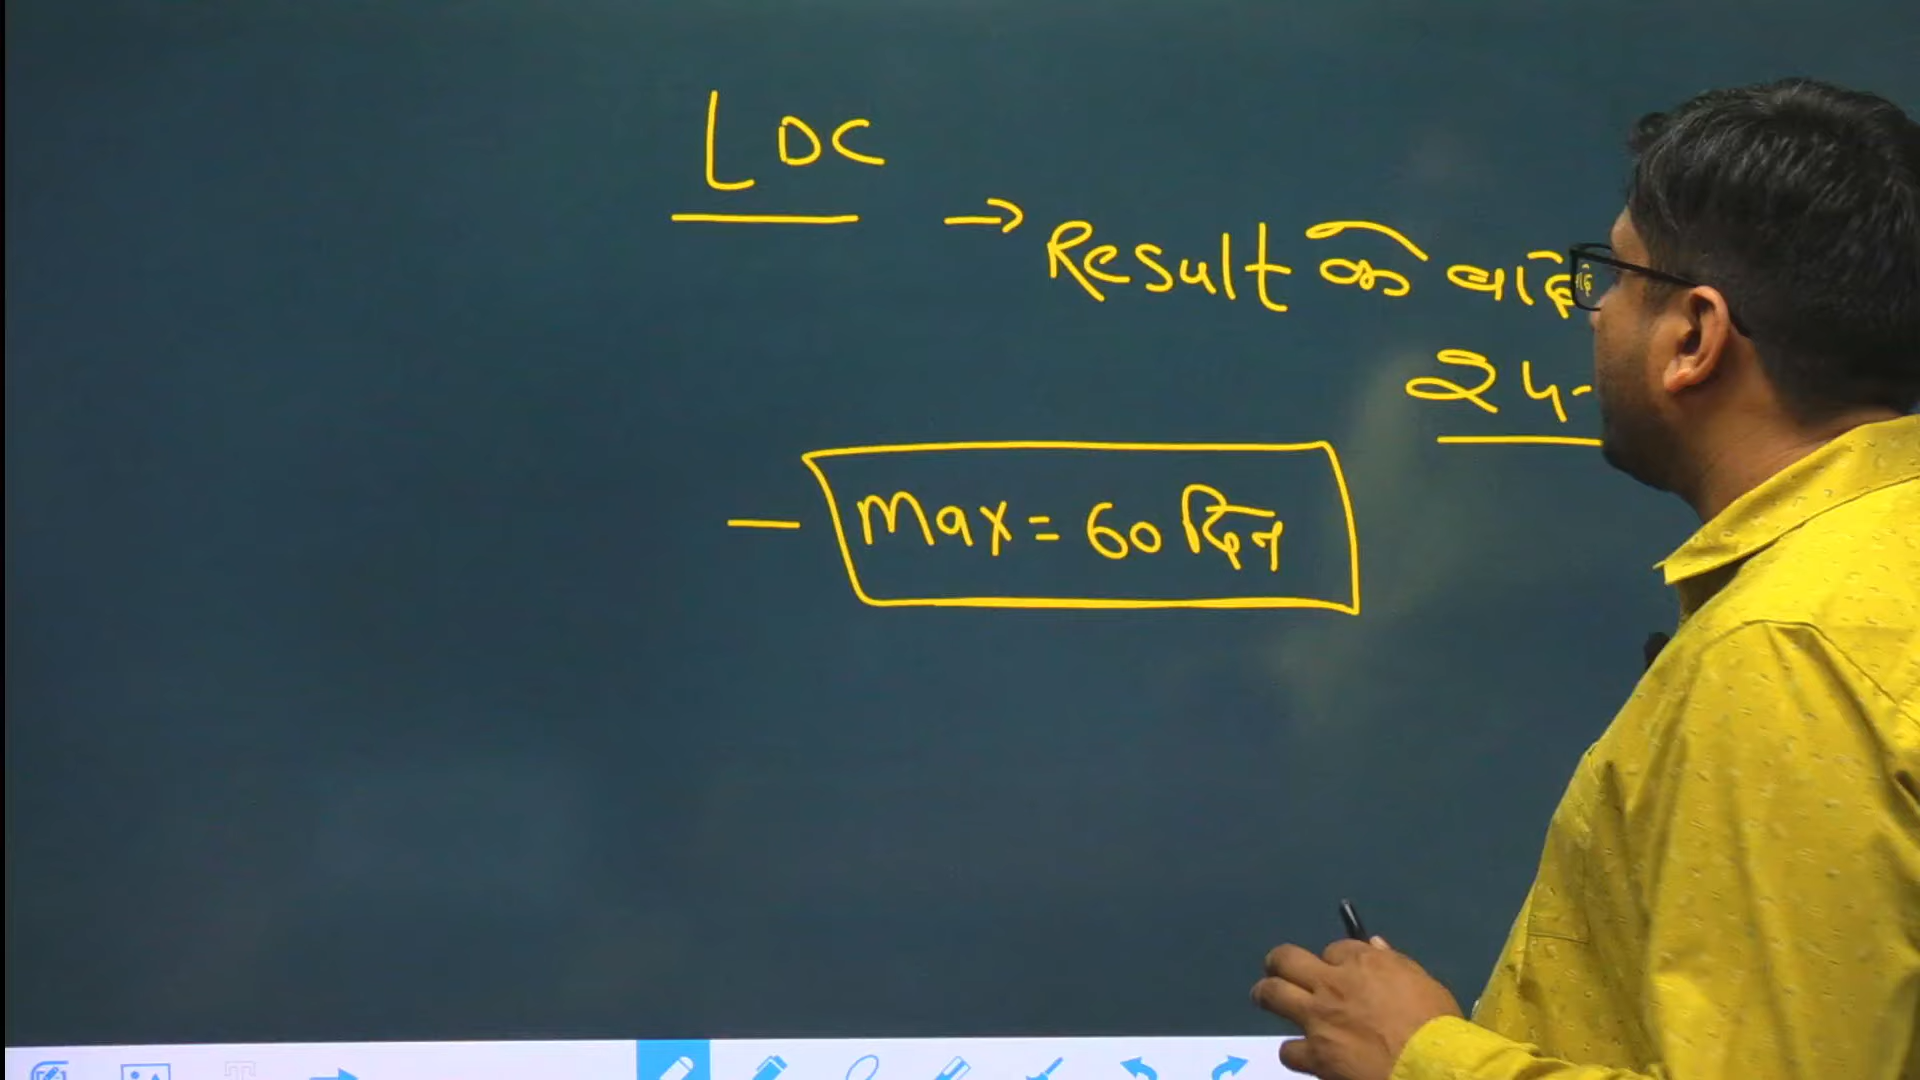 LDC
→ Result के बाद
— Max = 60 दिन